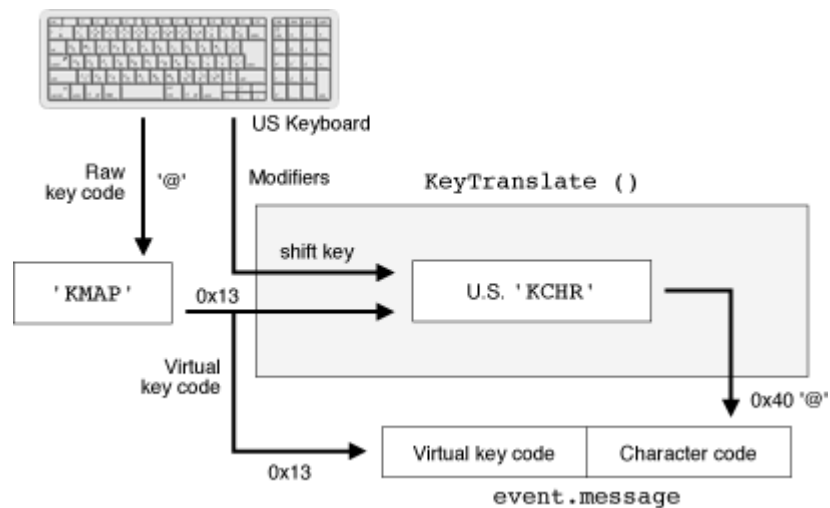 US Keyboard
Raw
key code
'@'
Modifiers
KeyTranslate ()
shift key
'KMAP'
0x13
U.S. 'KCHR'
Virtual
key code
0x40 '@'
0x13
Virtual key code
Character code
event.message